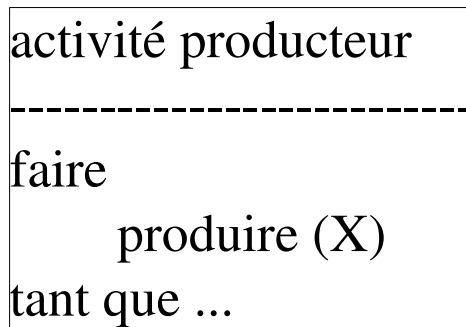 activité producteur
--------------------------
faire
produire (X)
tant que ...